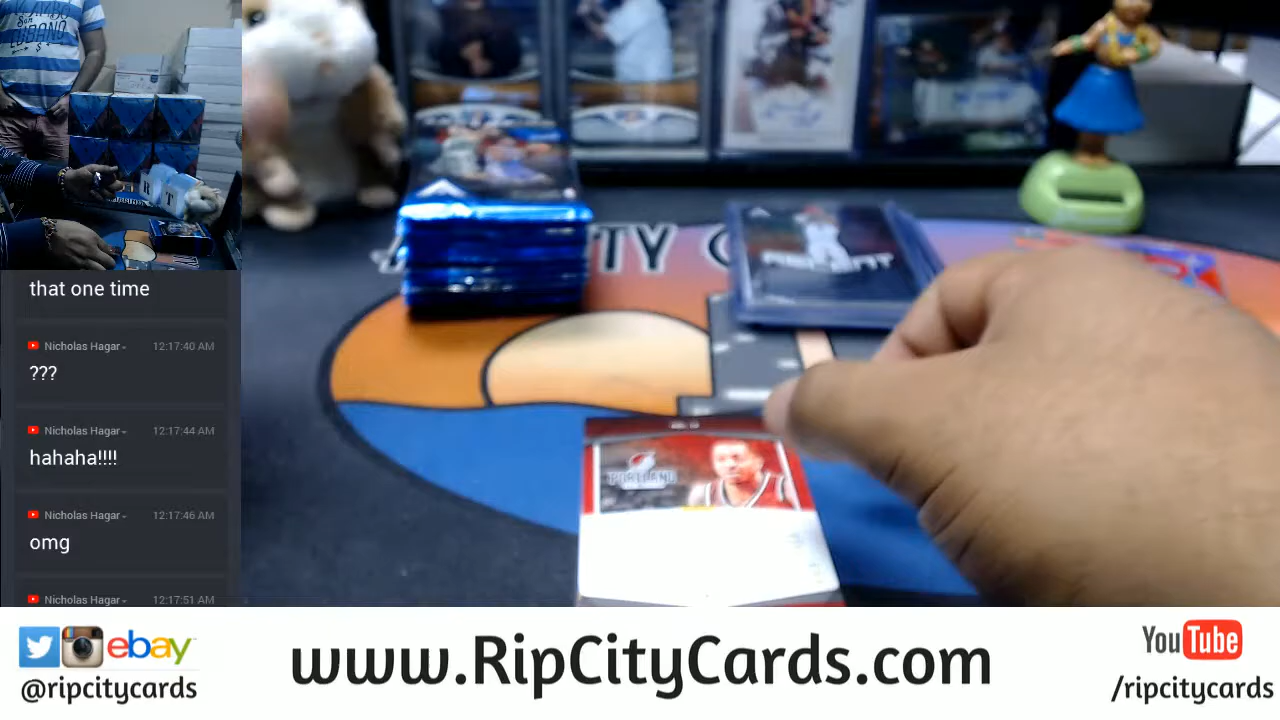 that one time
Nicholas Hagar
12:17:40 AM
???
Nicholas Hagar
12:17:44 AM
hahaha!!!!
Nicholas Hagar
12:17:46 AM
omg
Nicholas Hagar
12:17:51 AM
R T
TY C
PORTLAND
ebay
@ripcitycards
www.RipCityCards.com
YouTube
/ripcitycards